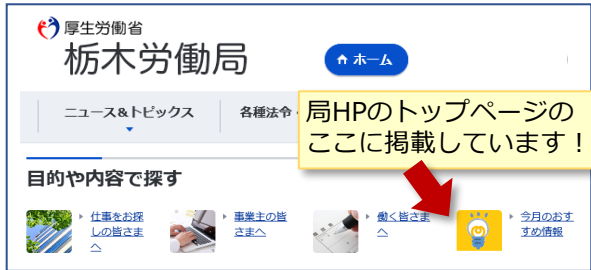 厚生労働省
栃木労働局
ホーム
ニュース&トピックス
各種法令・
局HPのトップページの
ここに掲載しています！
目的や内容で探す
仕事をお探
しの皆さま
へ
事業主の皆
さまへ
働く皆さま
へ
今月のおす
すめ情報